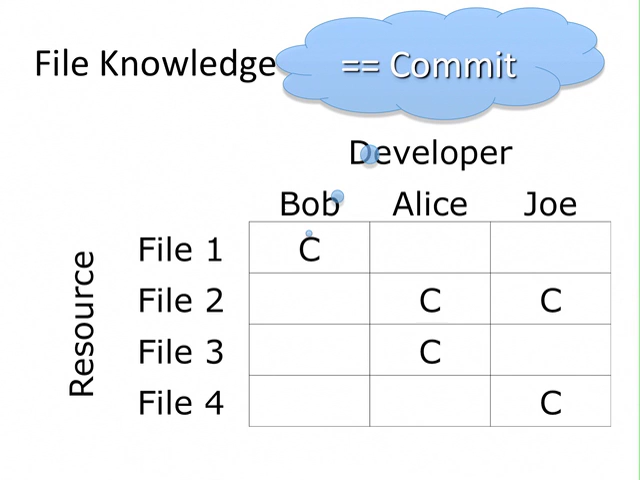 File Knowledge == Commit
Developer
Bob Alice Joe
Resource
File 1 C
File 2 C C
File 3 C
File 4 C